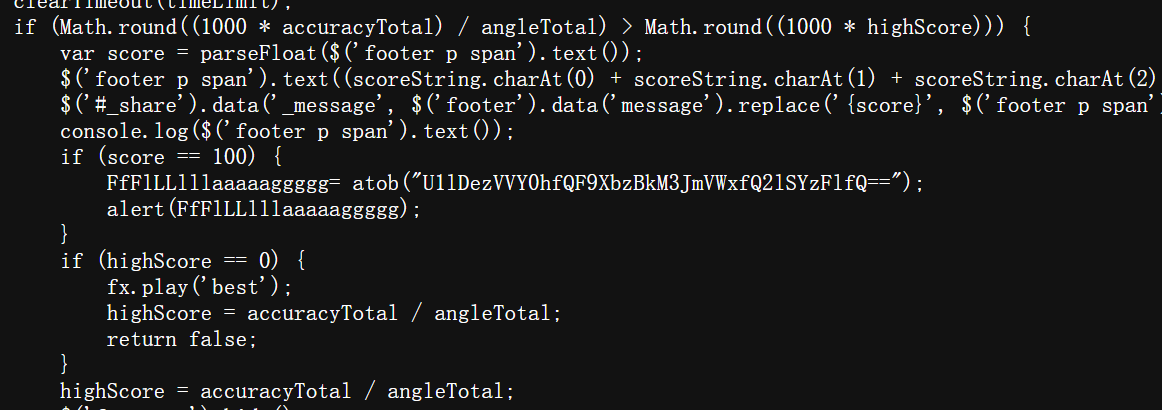 clearTimeout(timeLimit);
if (Math.round((1000 * accuracyTotal) / angleTotal) > Math.round((1000 * highScore))) {
var score = parseFloat($('footer p span').text());
$('footer p span').text((scoreString.charAt(0) + scoreString.charAt(1) + scoreString.charAt(2)
$('#_share').data('_message', $('footer').data('message').replace('{score}', $('footer p span')
console.log($('footer p span').text());
if (score == 100) {
FfFlLLlllaaaaaggggg= atob("U1lDezVVY0hfQF9XbzBkM3JmVWxfQ2lSYzFlfQ==");
alert(FfFlLLlllaaaaaggggg);
}
if (highScore == 0) {
fx.play('best');
highScore = accuracyTotal / angleTotal;
return false;
}
highScore = accuracyTotal / angleTotal;